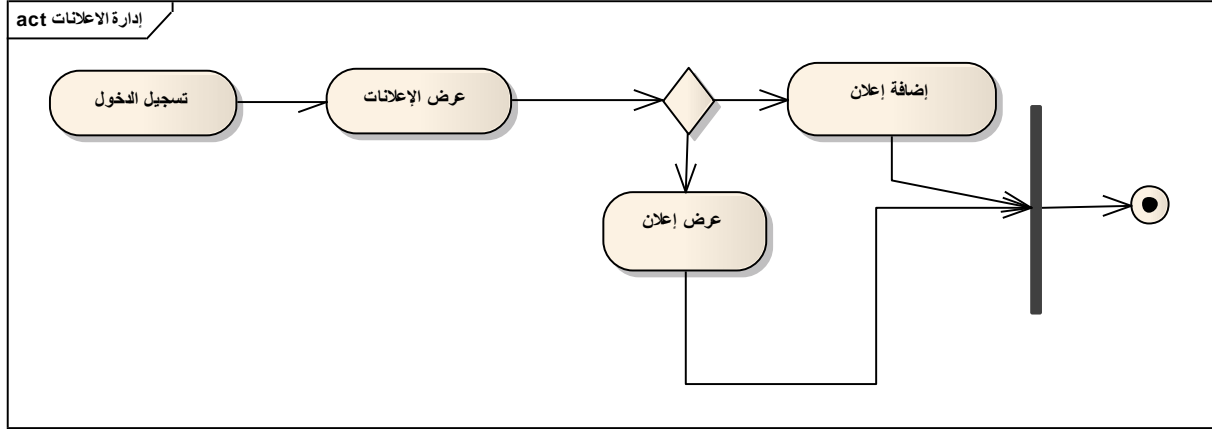 act إدارة الاعلانات
تسجيل الدخول
عرض الإعلانات
إضافة إعلان
عرض إعلان